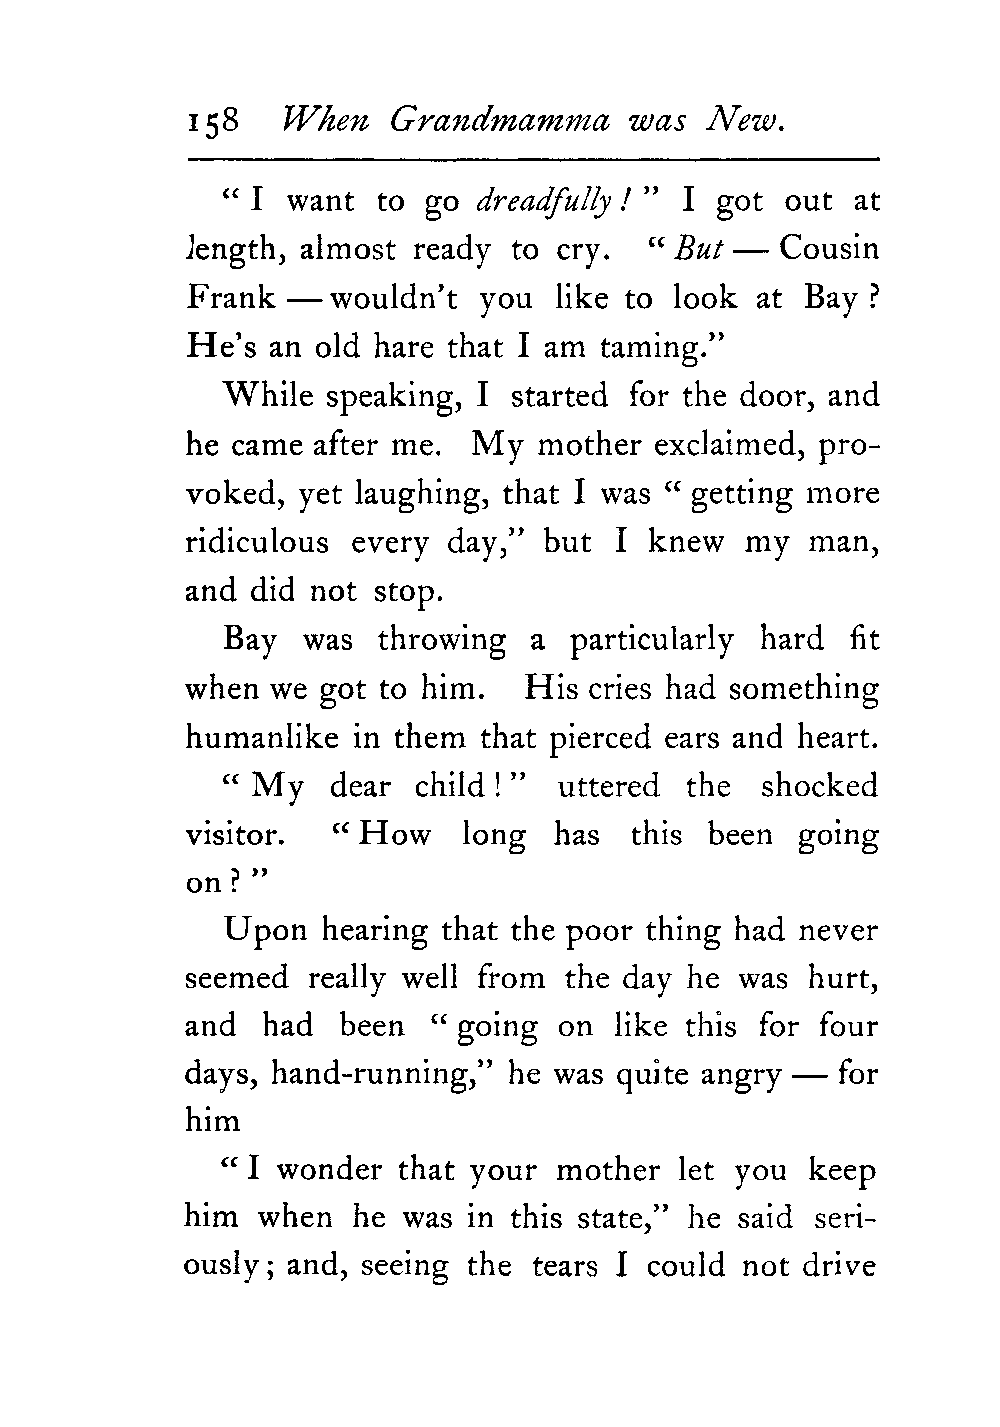 158 When Grandmamma was New.
“ I want to go dreadfully ! ” I got out at
length, almost ready to cry. “ But — Cousin
Frank — wouldn’t you like to look at Bay ?
He’s an old hare that I am taming.”
While speaking, I started for the door, and
he came after me. My mother exclaimed, pro-
voked, yet laughing, that I was “ getting more
ridiculous every day,” but I knew my man,
and did not stop.
Bay was throwing a particularly hard fit
when we got to him. His cries had something
humanlike in them that pierced ears and heart.
“ My dear child ! ” uttered the shocked
visitor. “ How long has this been going
on ? ”
Upon hearing that the poor thing had never
seemed really well from the day he was hurt,
and had been “ going on like this for four
days, hand-running,” he was quite angry — for
him
“ I wonder that your mother let you keep
him when he was in this state,” he said seri-
ously ; and, seeing the tears I could not drive